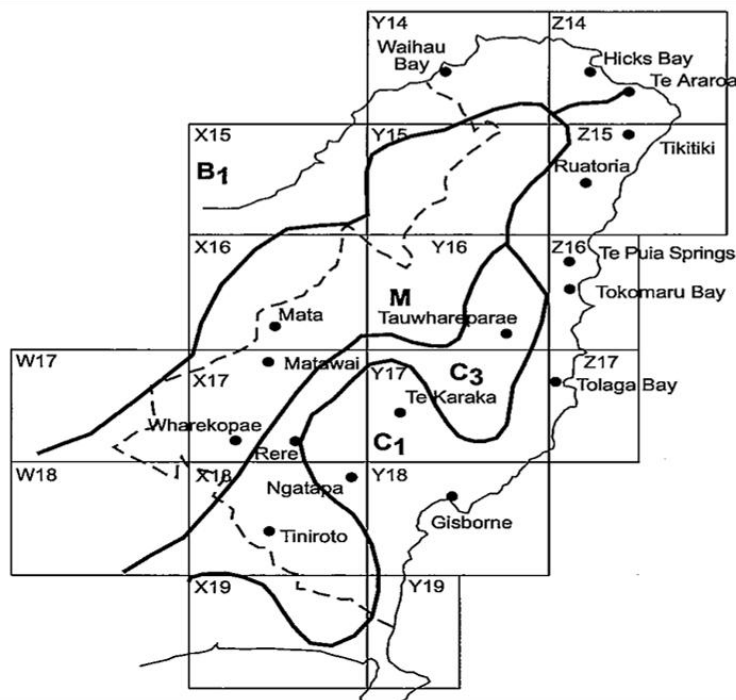 Y14
Z14
Waihau
Bay
Hicks Bay
Te Araroa
X15
Y15
Z15
Tikitiki
B1
Ruatoria
X16
Y16
Z16
Te Puia Springs
M
Tokomaru Bay
Mata
Tauwhareparae
W17
Matawai
X17
Y17
C3
Z17
Te Karaka
Tolaga Bay
Wharekopae
C1
Rere
W18
X18
Y18
Ngatapa
Gisborne
Tiniroto
X19
Y19